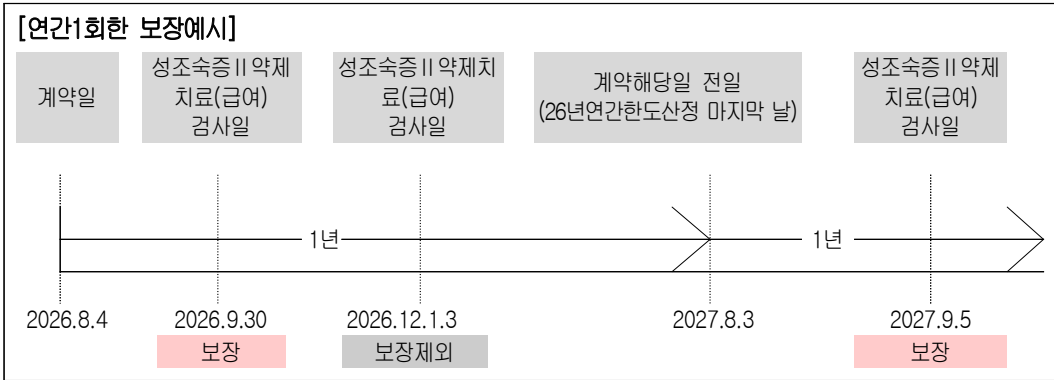 [연간1회한 보장예시]
계약일
성조숙증Ⅱ약제
치료(급여)
검사일
성조숙증Ⅱ약제치
료(급여)
검사일
계약해당일 전일
(26년연간한도산정 마지막 날)
성조숙증Ⅱ약제
치료(급여)
검사일
1년
1년
2026.8.4
2026.9.30
2026.12.1.3
2027.8.3
2027.9.5
보장
보장제외
보장